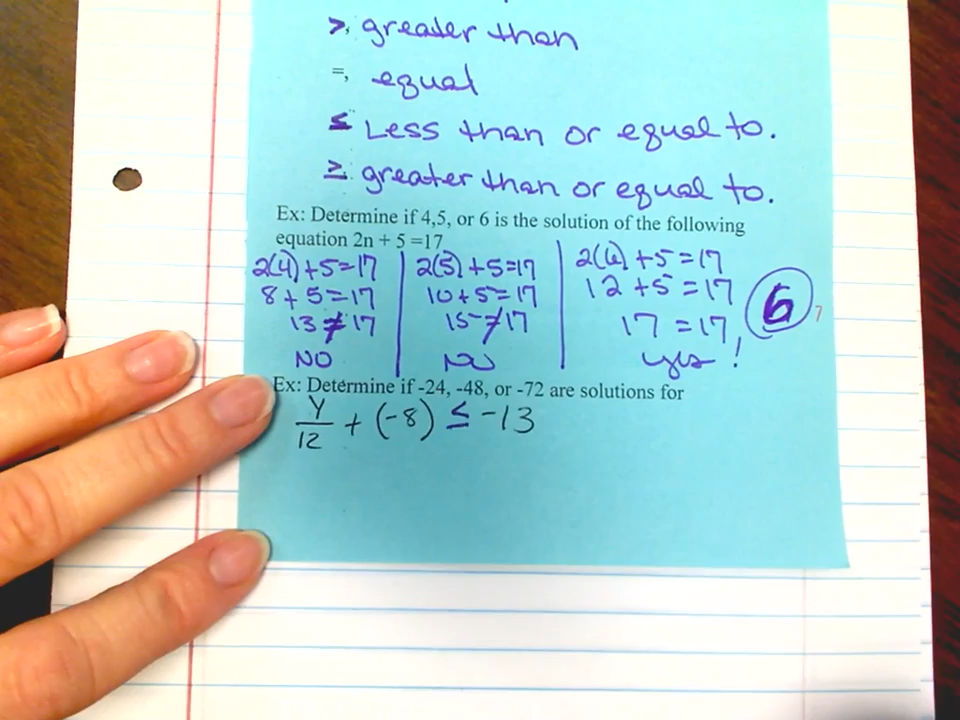 >, greater than
=, equal
≤ Less than or equal to.
≥ greater than or equal to.
Ex: Determine if 4,5, or 6 is the solution of the following
equation 2n + 5 =17
2(4)+5=17 2(5)+5=17 2(6)+5=17
8+5=17 10+5=17 12+5=17
13≠17 15≠17 17=17
NO NO yes!
6
Ex: Determine if -24, -48, or -72 are solutions for
y/12 + (-8) ≤ -13